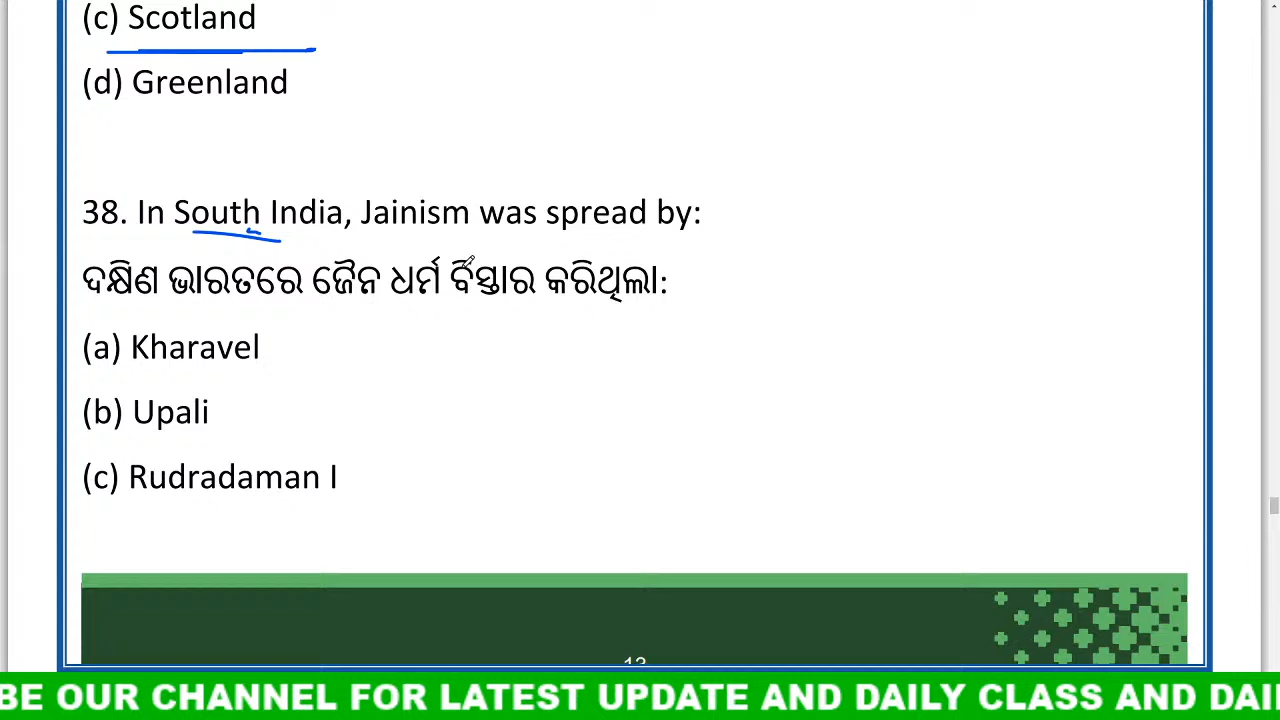 (c) Scotland
(d) Greenland
38. In South India, Jainism was spread by:
ଦକ୍ଷିଣ ଭାରତରେ ଜୈନ ଧର୍ମ ବିସ୍ତାର କରିଥିଲା:
(a) Kharavel
(b) Upali
(c) Rudradaman I
13
BE OUR CHANNEL FOR LATEST UPDATE AND DAILY CLASS AND DAI